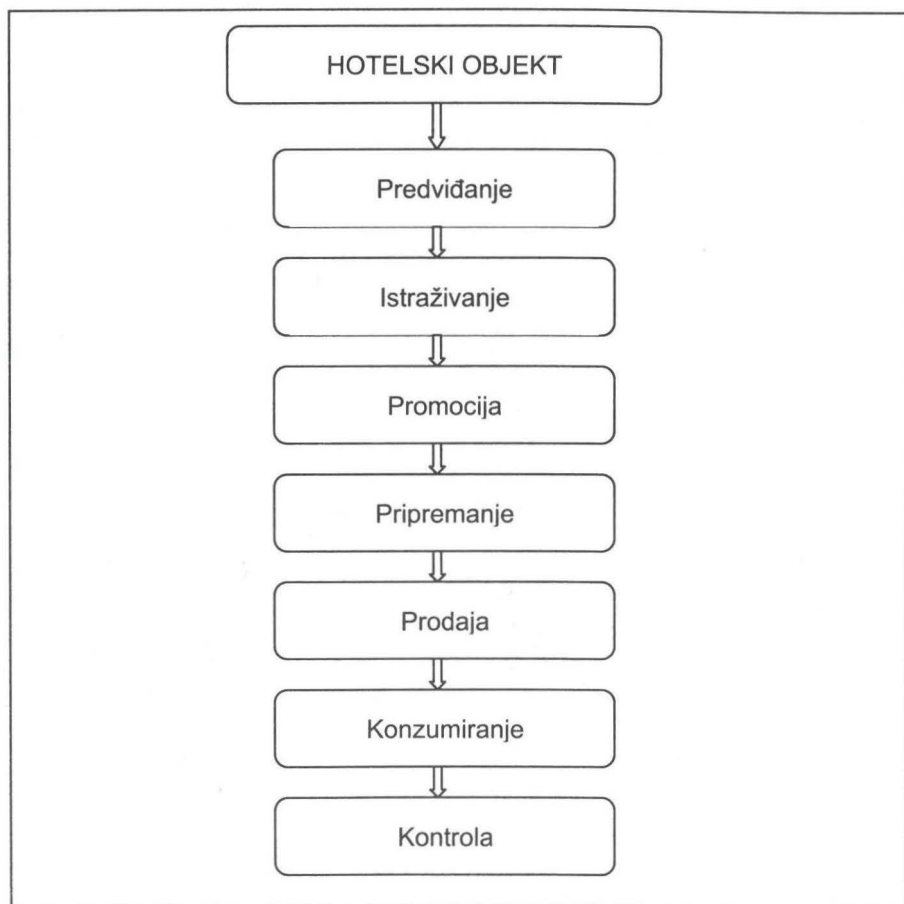 HOTELSKI OBJEKT
Predviđanje
Istraživanje
Promocija
Pripremanje
Prodaja
Konzumiranje
Kontrola